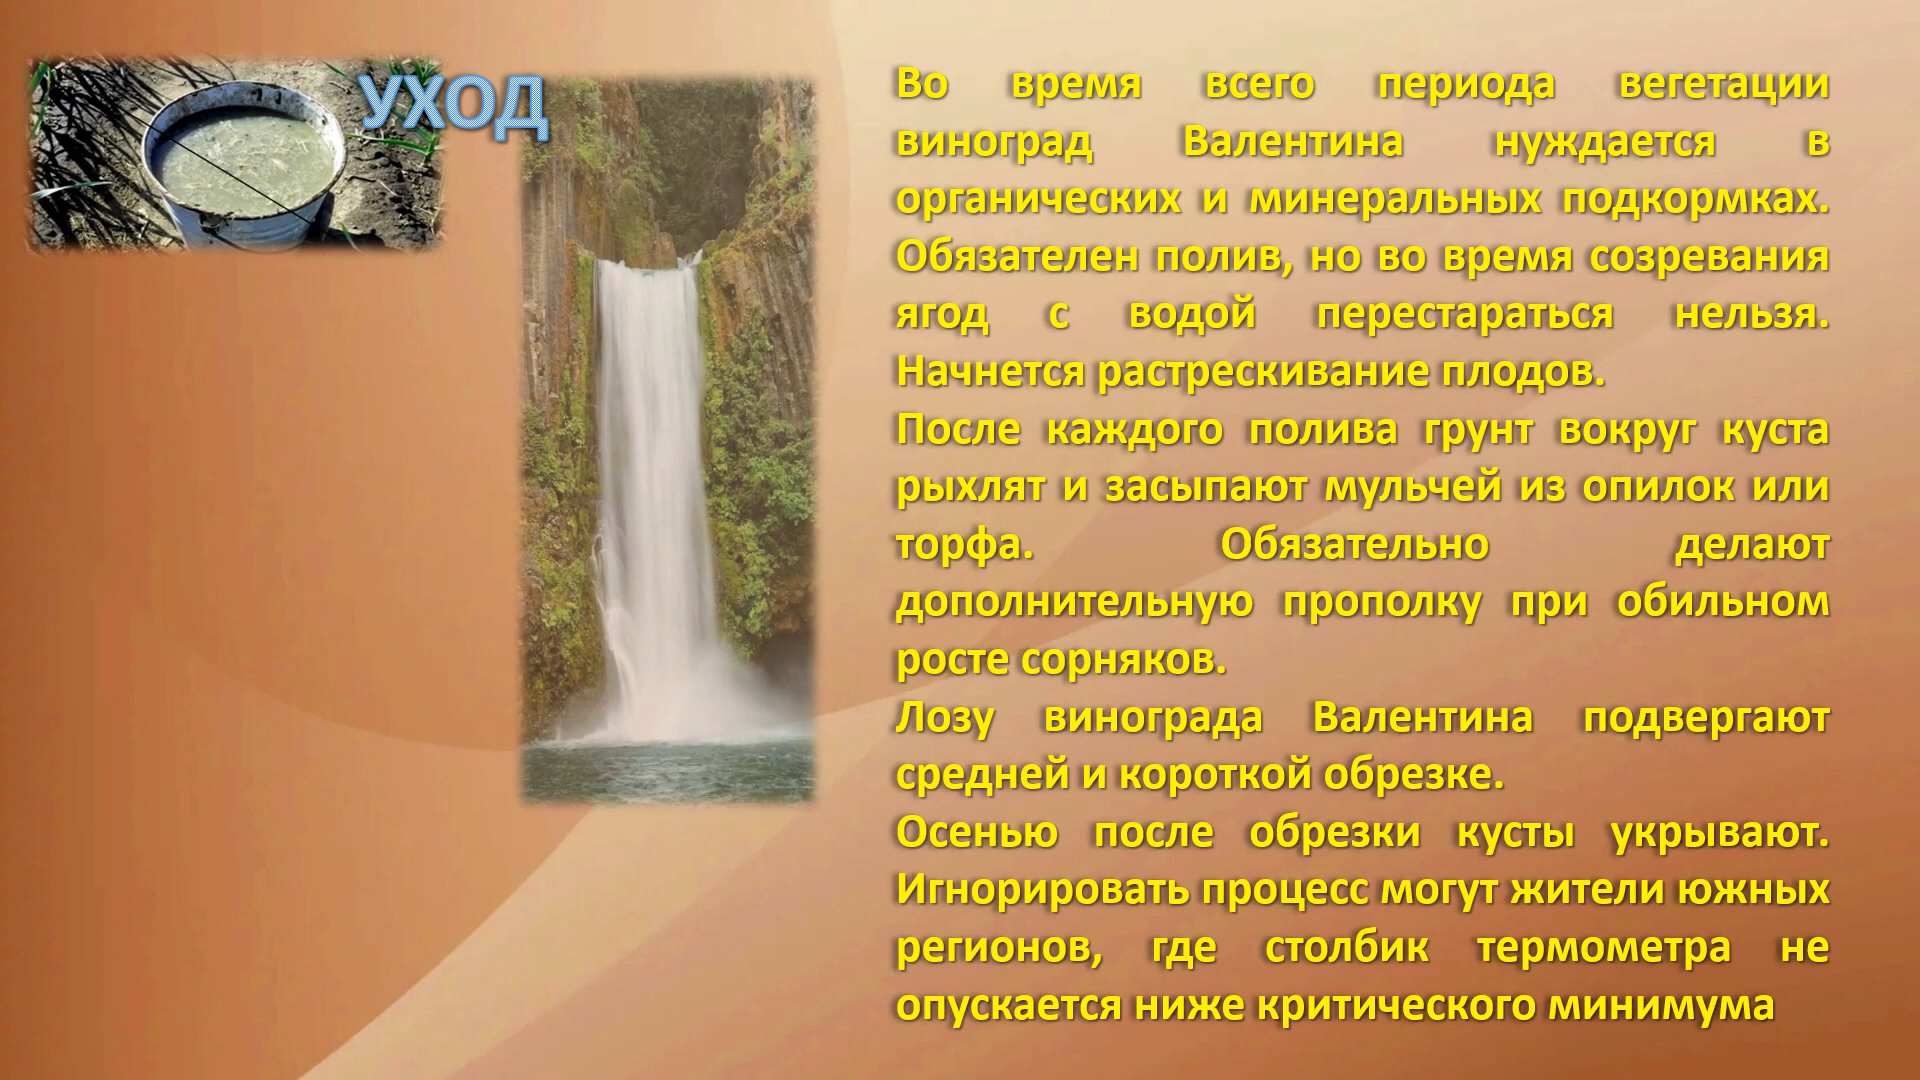 УХОД
Во время всего периода вегетации
виноград Валентина нуждается в
органических и минеральных подкормках.
Обязателен полив, но во время созревания
ягод с водой перестараться нельзя.
Начнется растрескивание плодов.
После каждого полива грунт вокруг куста
рыхлят и засыпают мульчей из опилок или
торфа. Обязательно делают
дополнительную прополку при обильном
росте сорняков.
Лозу винограда Валентина подвергают
средней и короткой обрезке.
Осенью после обрезки кусты укрывают.
Игнорировать процесс могут жители южных
регионов, где столбик термометра не
опускается ниже критического минимума